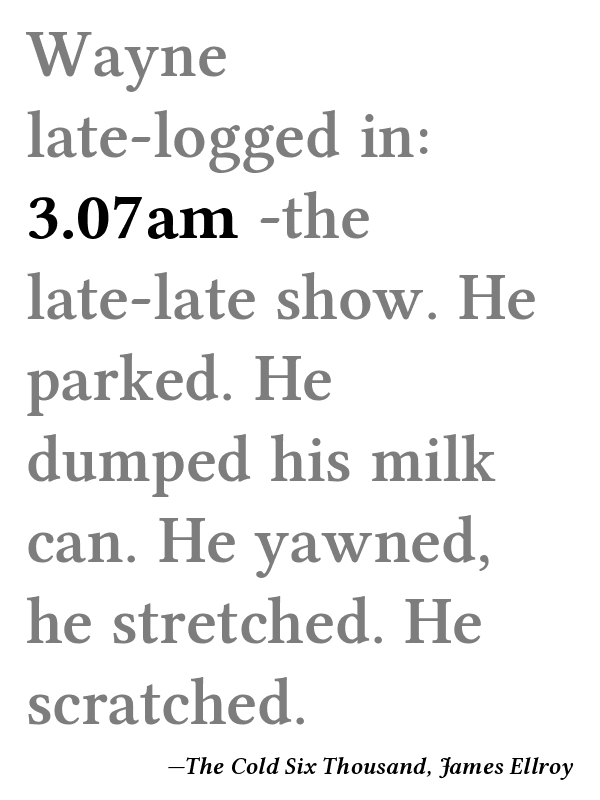 Wayne
late-logged in:
3.07am -the
late-late show. He
parked. He
dumped his milk
can. He yawned,
he stretched. He
scratched.
—The Cold Six Thousand, James Ellroy